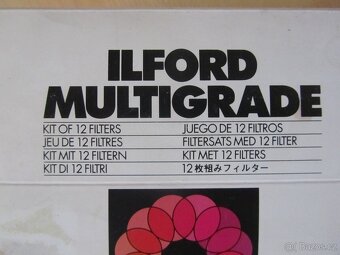 ILFORD
MULTIGRADE
KIT OF 12 FILTERS
JEU DE 12 FILTRES
KIT MIT 12 FILTERN
KIT DI 12 FILTRI
JUEGO DE 12 FILTROS
FILTERSATS MED 12 FILTER
KIT MET 12 FILTERS
12枚組みフィルター
Bazos.cz